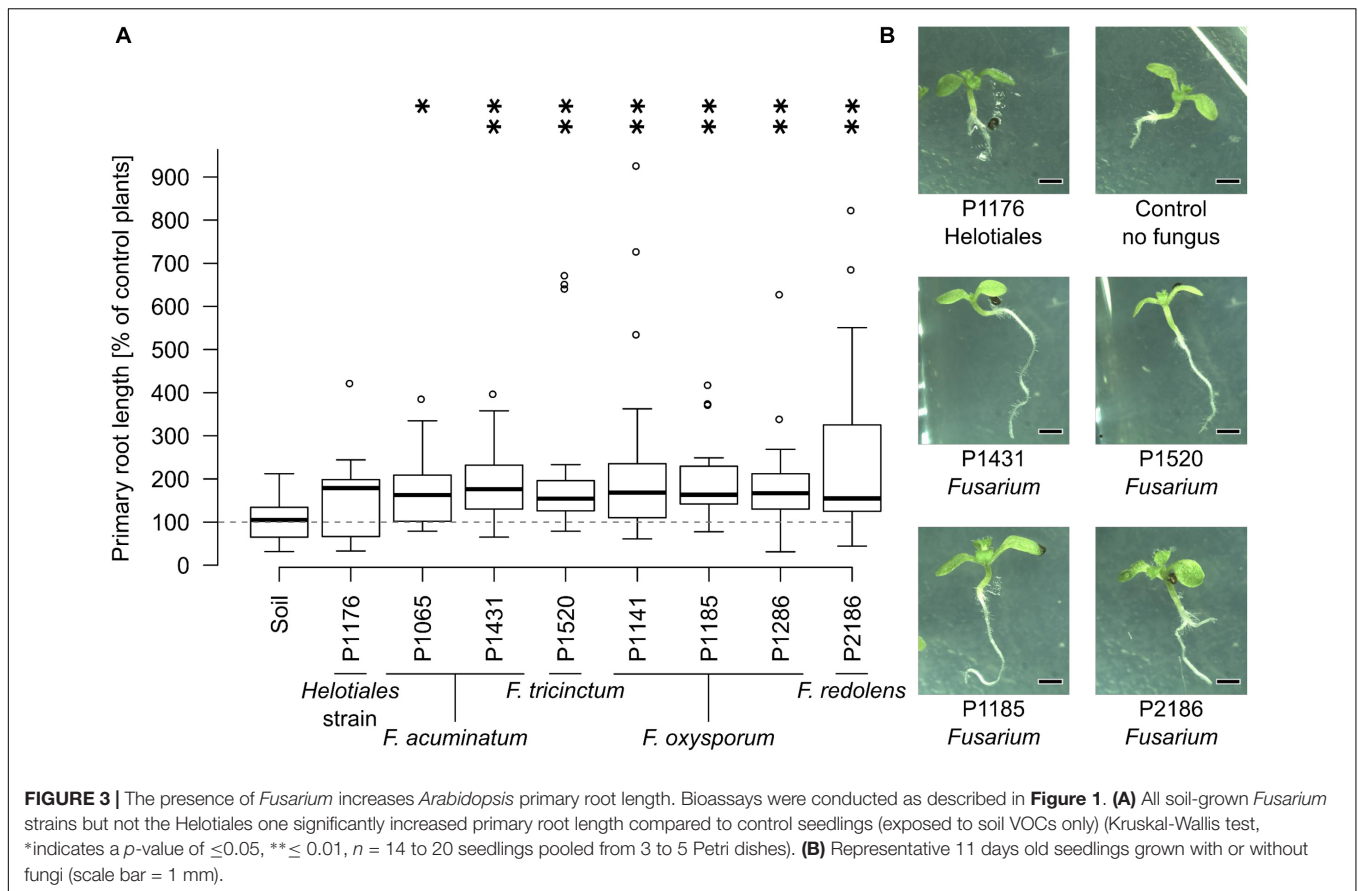 A
B
* * * * * * *
* * * * * *
Primary root length [% of control plants]
900
800
700
600
500
400
300
200
100
0
Soil
P1176
P1065
P1431
P1520
P1141
P1185
P1286
P2186
Helotiales
strain
F. acuminatum
F. tricinctum
F. oxysporum
F. redolens
P1176
Helotiales
Control
no fungus
P1431
Fusarium
P1520
Fusarium
P1185
Fusarium
P2186
Fusarium
FIGURE 3 | The presence of Fusarium increases Arabidopsis primary root length. Bioassays were conducted as described in Figure 1. (A) All soil-grown Fusarium
strains but not the Helotiales one significantly increased primary root length compared to control seedlings (exposed to soil VOCs only) (Kruskal-Wallis test,
*indicates a p-value of ≤0.05, **≤ 0.01, n = 14 to 20 seedlings pooled from 3 to 5 Petri dishes). (B) Representative 11 days old seedlings grown with or without
fungi (scale bar = 1 mm).